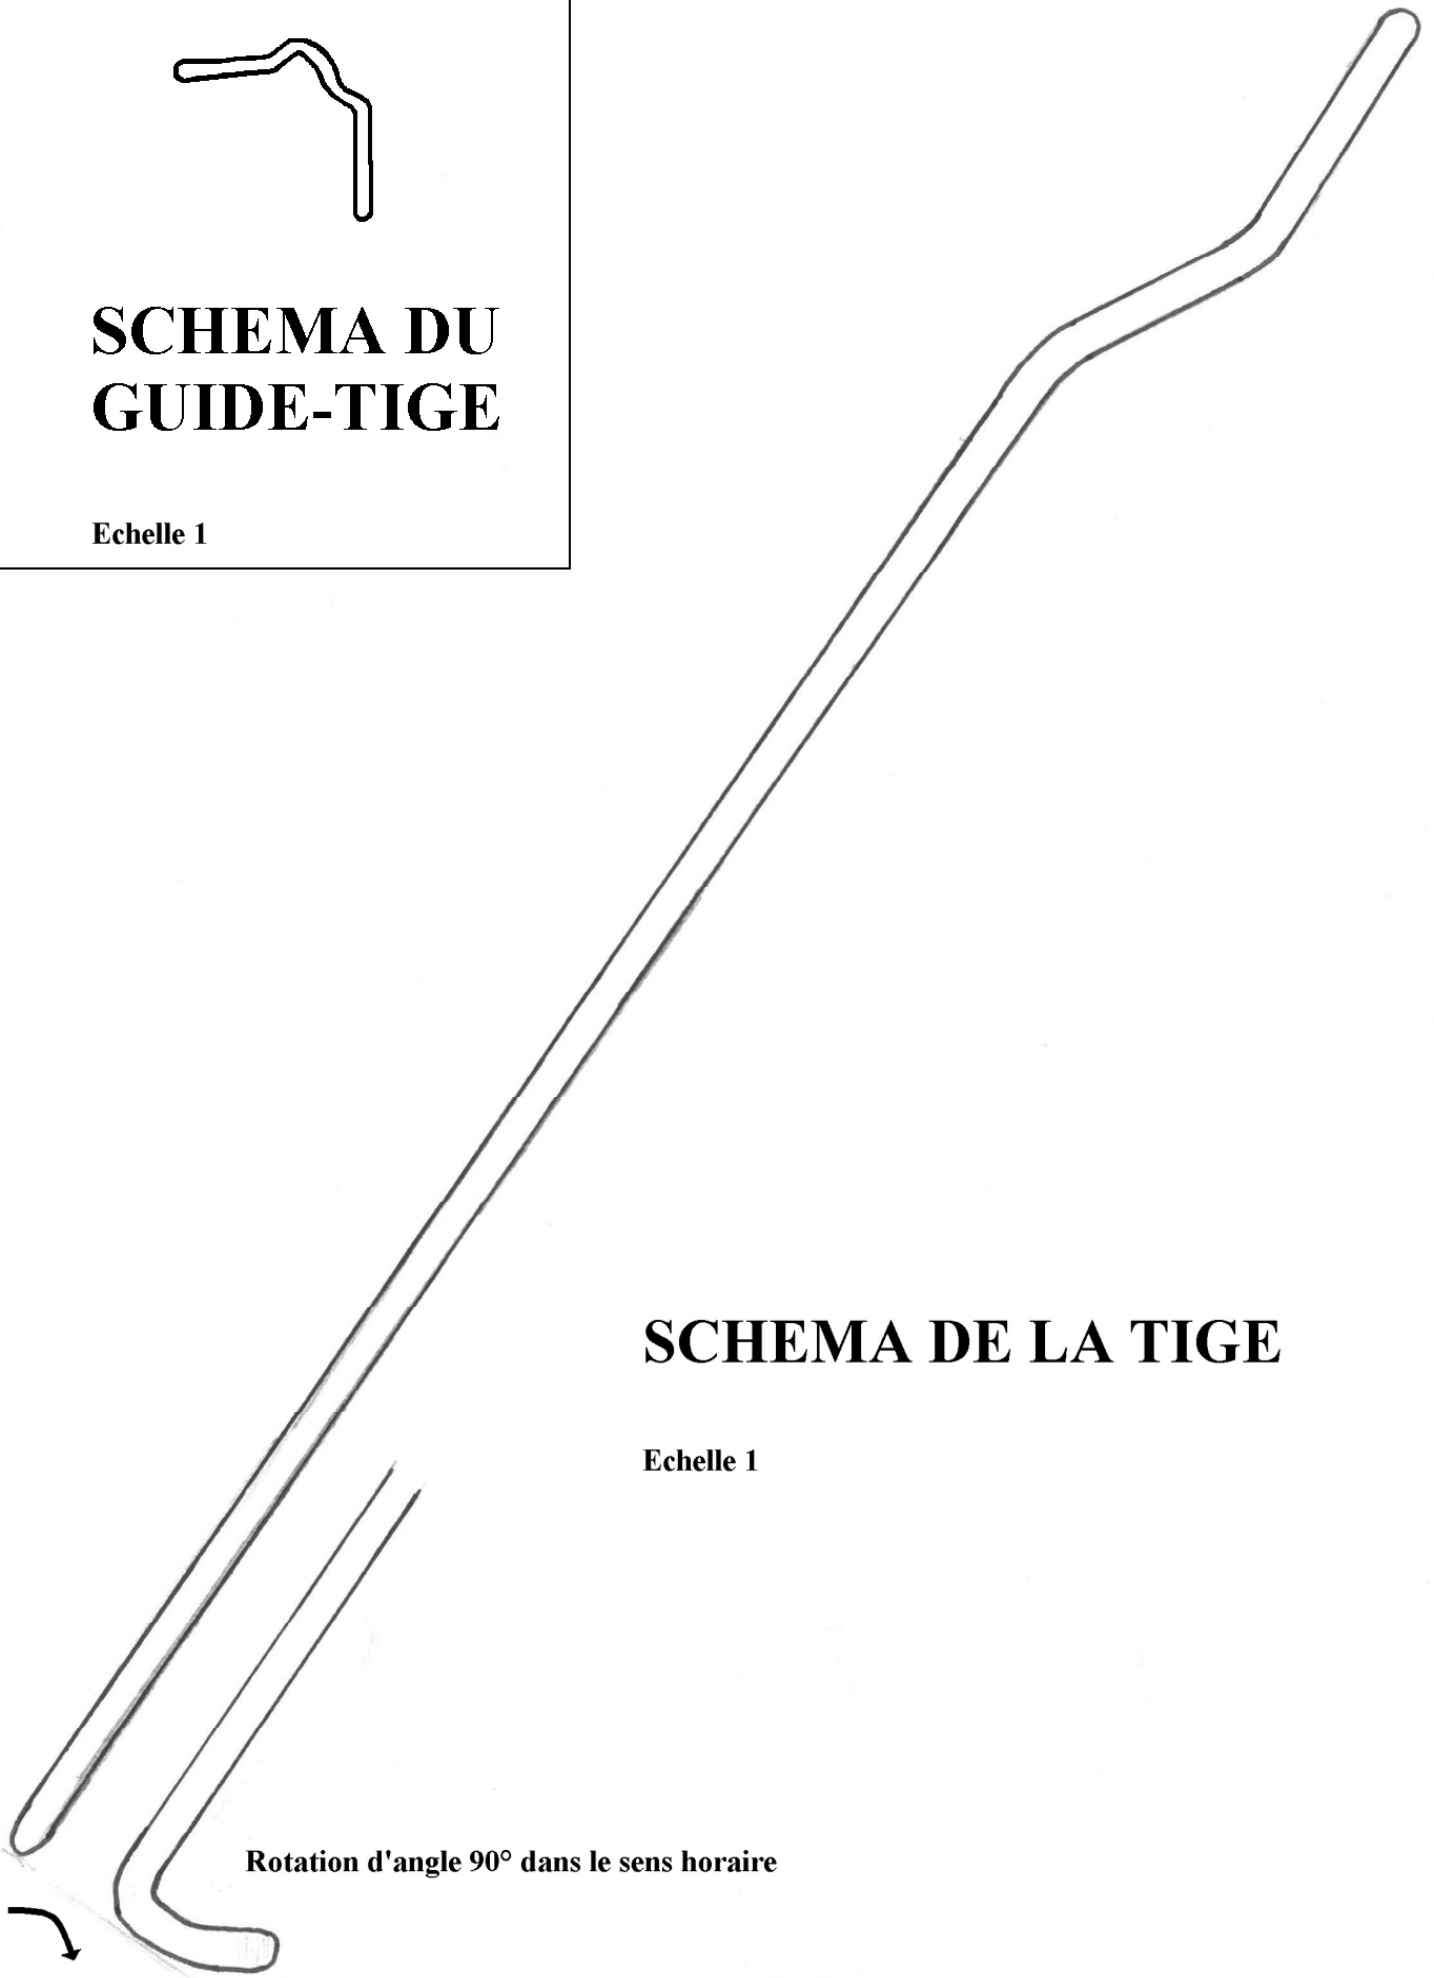 SCHEMA DU
GUIDE-TIGE
Echelle 1
SCHEMA DE LA TIGE
Echelle 1
Rotation d'angle 90° dans le sens horaire